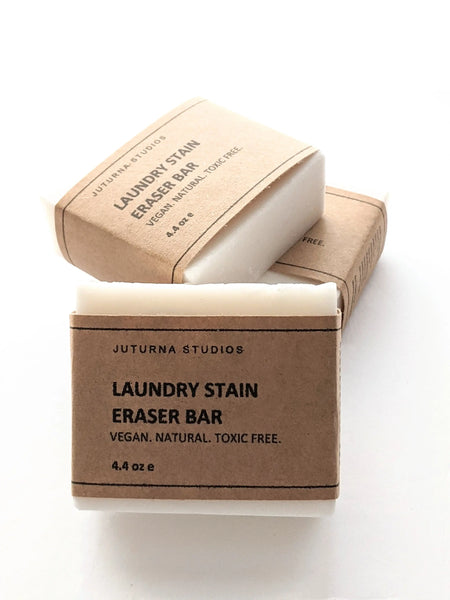 JUTURNA STUDIOS
LAUNDRY STAIN
ERASER BAR
VEGAN. NATURAL. TOXIC FREE.
4.4 oz e
FREE.
JUTURNA STUDIOS
LAUNDRY STAIN
ERASER BAR
VEGAN. NATURAL. TOXIC FREE.
4.4 oz e